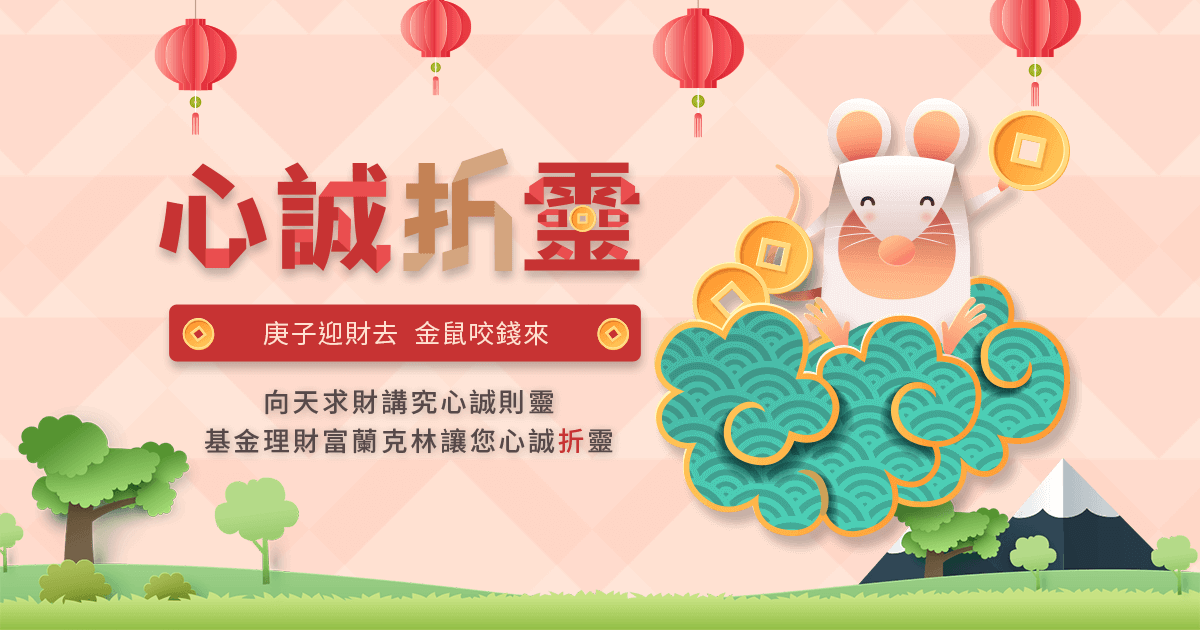 心誠折靈
庚子迎財去 金鼠咬錢來
向天求財講究心誠則靈
基金理財富蘭克林讓您心誠折靈